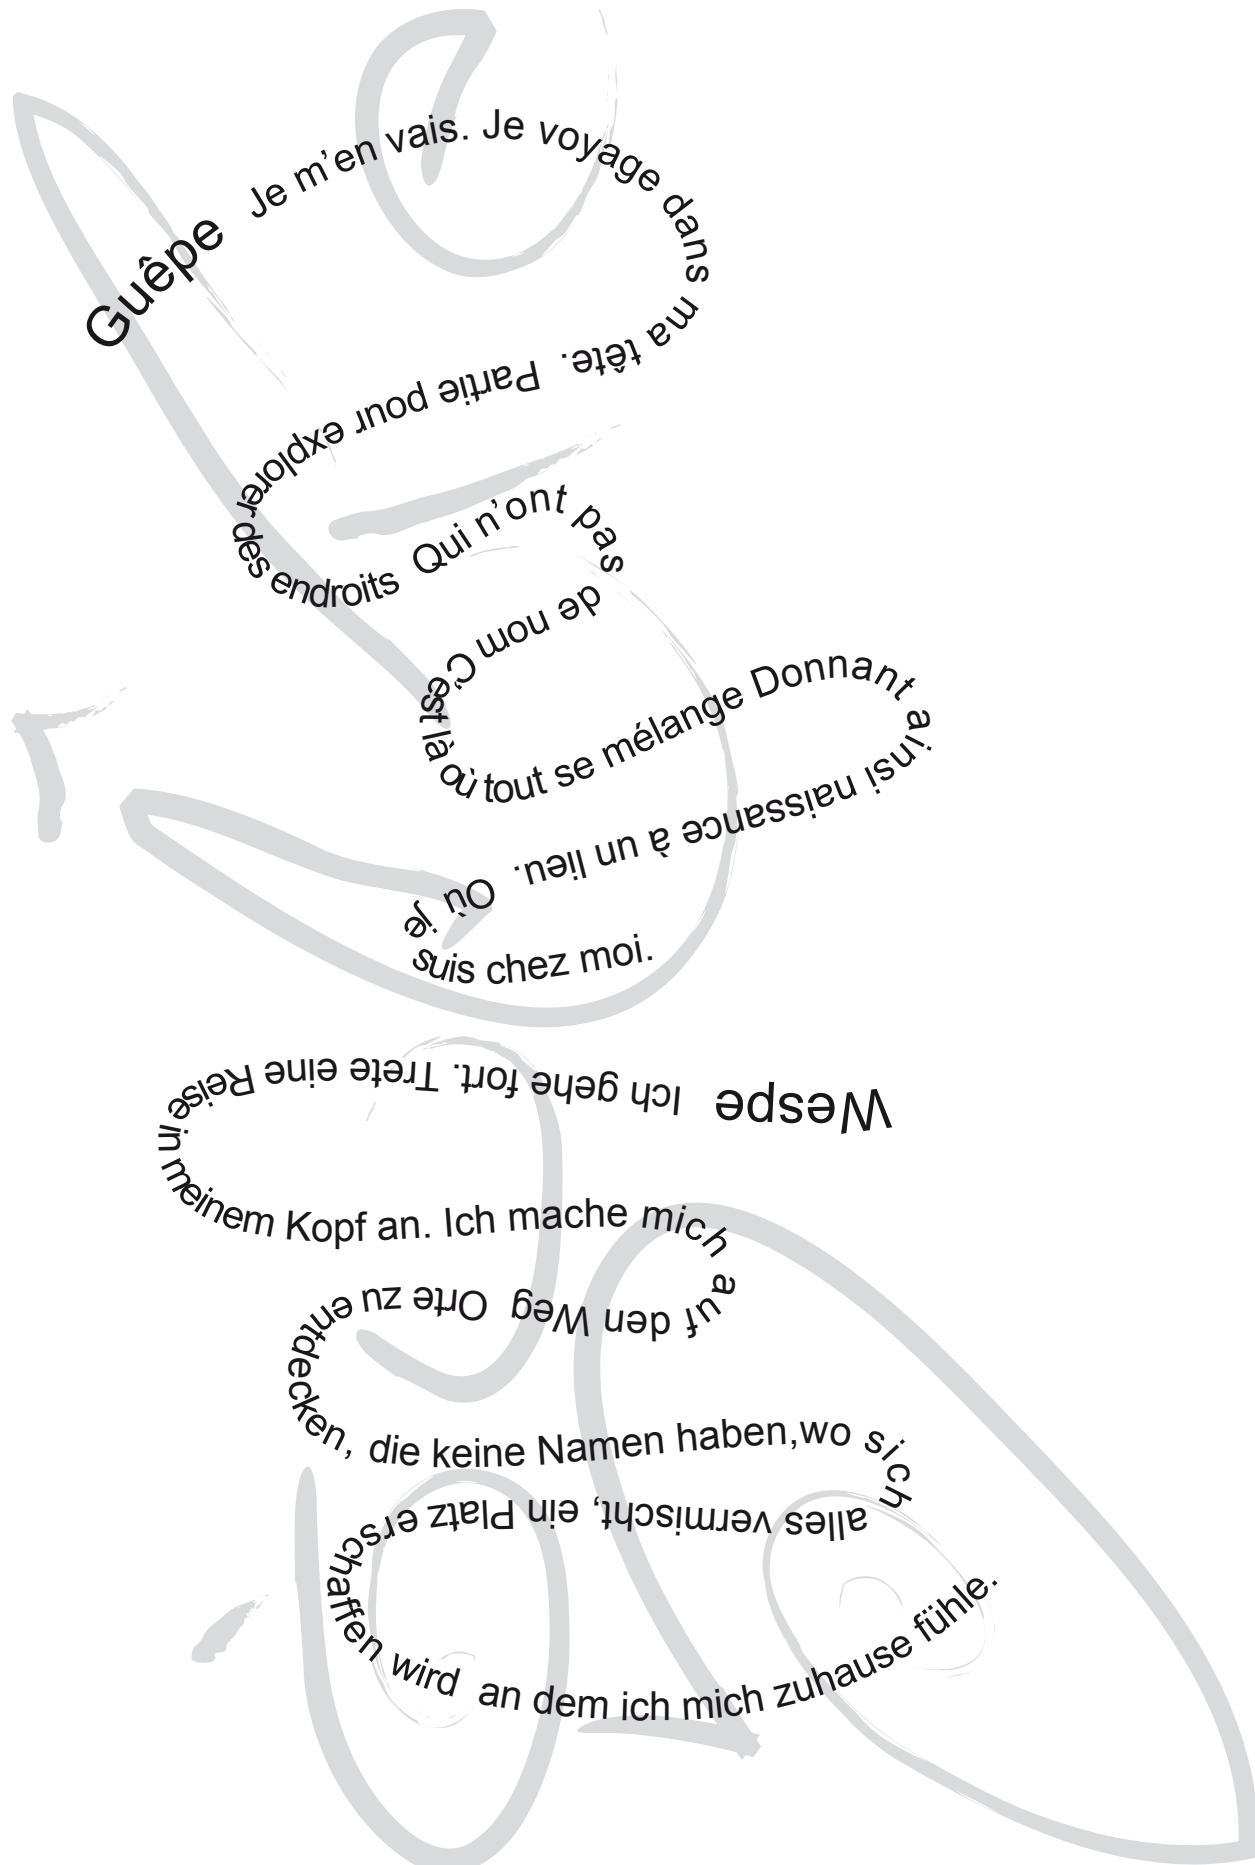 Guêpe Je m’en vais. Je voyage dans ma tête. Partie pour explorer des endroits Qui n’ont pas de nom C’est là où tout se mélange Donnant ainsi naissance à un lieu. Où je suis chez moi.
Wespe Ich gehe fort. Trete eine Reise in meinem Kopf an. Ich mache mich auf den Weg Orte zu entdecken, die keine Namen haben,wo sich alles vermischt, ein Platz erschaffen wird an dem ich mich zuhause fühle.